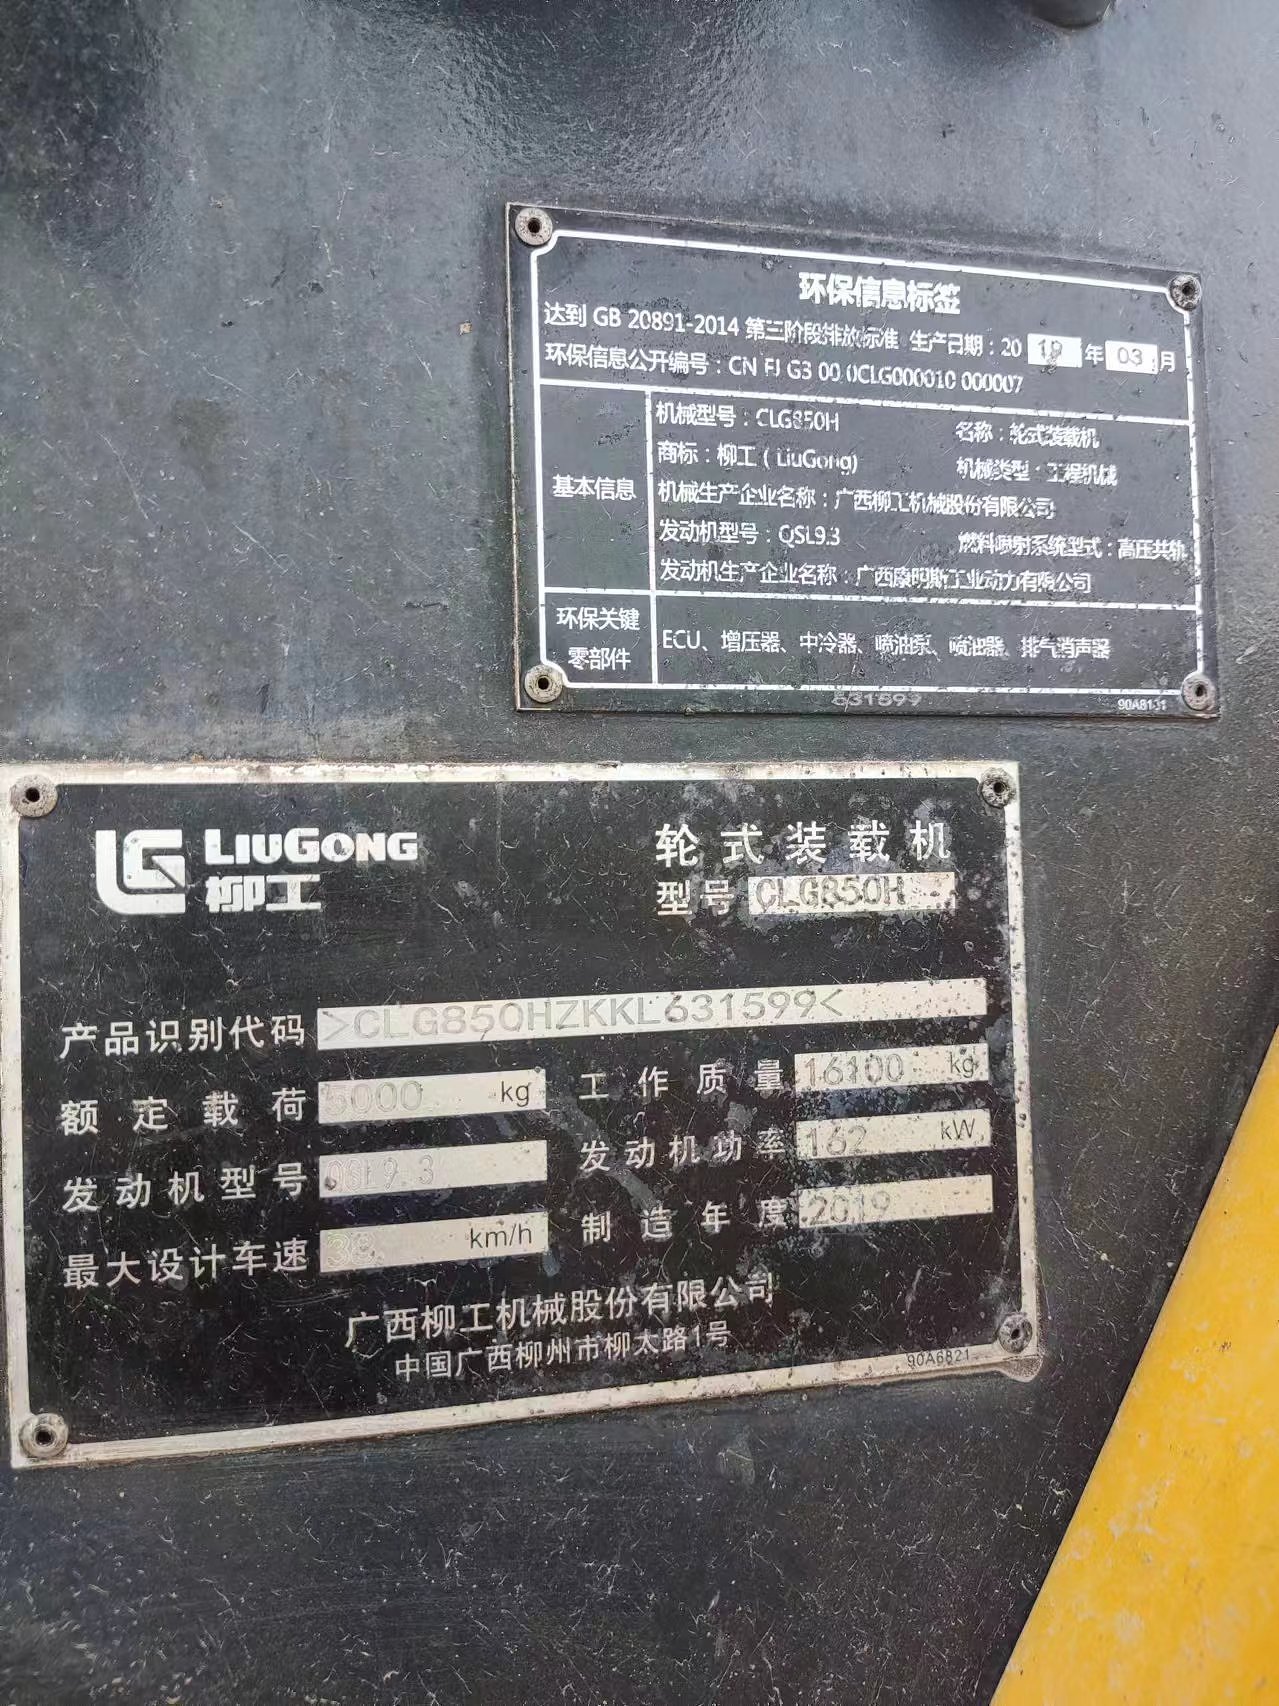 环保信息标签
达到 GB 20891-2014 第三阶段排放标准 生产日期：2019 年 03 月
环保信息公开编号：CN FJ G3 00 0CLG000010 000007
基本信息
机械型号：CLG850H 名称：轮式装载机
商标：柳工（LiuGong） 机械类型：工程机械
机械生产企业名称：广西柳工机械股份有限公司
发动机型号：QSL9.3 燃料喷射系统型式：高压共轨
发动机生产企业名称：广西康明斯工业动力有限公司
环保关键
零部件
ECU、增压器、中冷器、喷油泵、喷油器、排气消声器
631599 90A8131
LG LIUGONG 轮式装载机
柳工 型号 CLG850H
产品识别代码 >CLG850HZKKL631599<
额定载荷 5000 kg 工作质量 16100 kg
发动机型号 QSL9.3 发动机功率 162 kW
最大设计车速 km/h 制造年度 2019
广西柳工机械股份有限公司
中国广西柳州市柳太路1号
90A6821